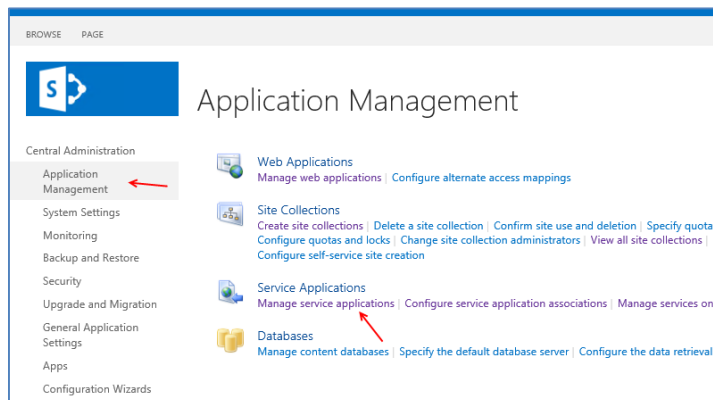 BROWSE PAGE
S
Application Management
Central Administration
Application
Management
System Settings
Monitoring
Backup and Restore
Security
Upgrade and Migration
General Application
Settings
Apps
Configuration Wizards
Web Applications
Manage web applications | Configure alternate access mappings
Site Collections
Create site collections | Delete a site collection | Confirm site use and deletion | Specify quota
Configure quotas and locks | Change site collection administrators | View all site collections |
Configure self-service site creation
Service Applications
Manage service applications | Configure service application associations | Manage services on
Databases
Manage content databases | Specify the default database server | Configure the data retrieval